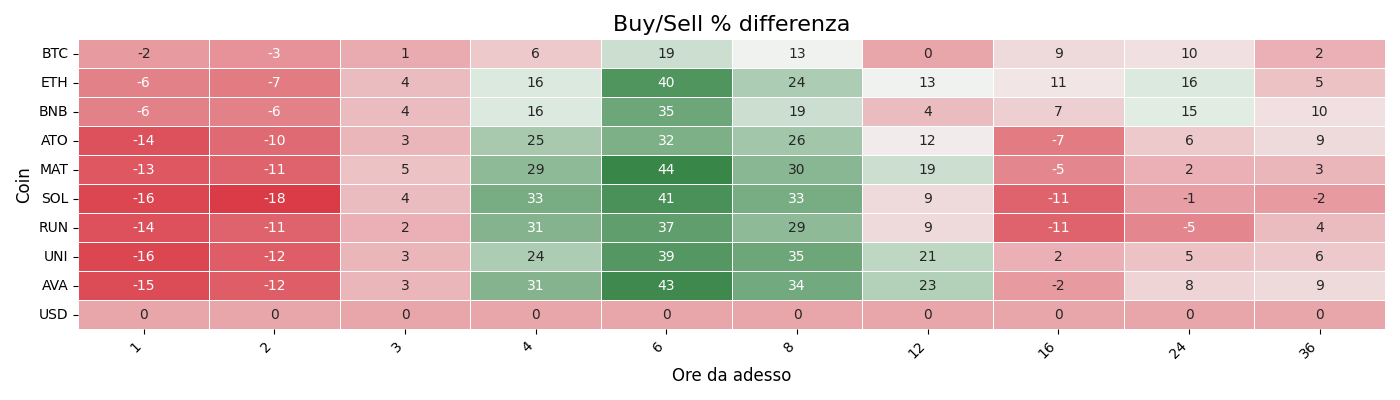 Buy/Sell % differenza
Coin
BTC -2 -3 1 6 19 13 0 9 10 2
ETH -6 -7 4 16 40 24 13 11 16 5
BNB -6 -6 4 16 35 19 4 7 15 10
ATO -14 -10 3 25 32 26 12 -7 6 9
MAT -13 -11 5 29 44 30 19 -5 2 3
SOL -16 -18 4 33 41 33 9 -11 -1 -2
RUN -14 -11 2 31 37 29 9 -11 -5 4
UNI -16 -12 3 24 39 35 21 2 5 6
AVA -15 -12 3 31 43 34 23 -2 8 9
USD 0 0 0 0 0 0 0 0 0 0
1 2 3 4 6 8 12 16 24 36
Ore da adesso